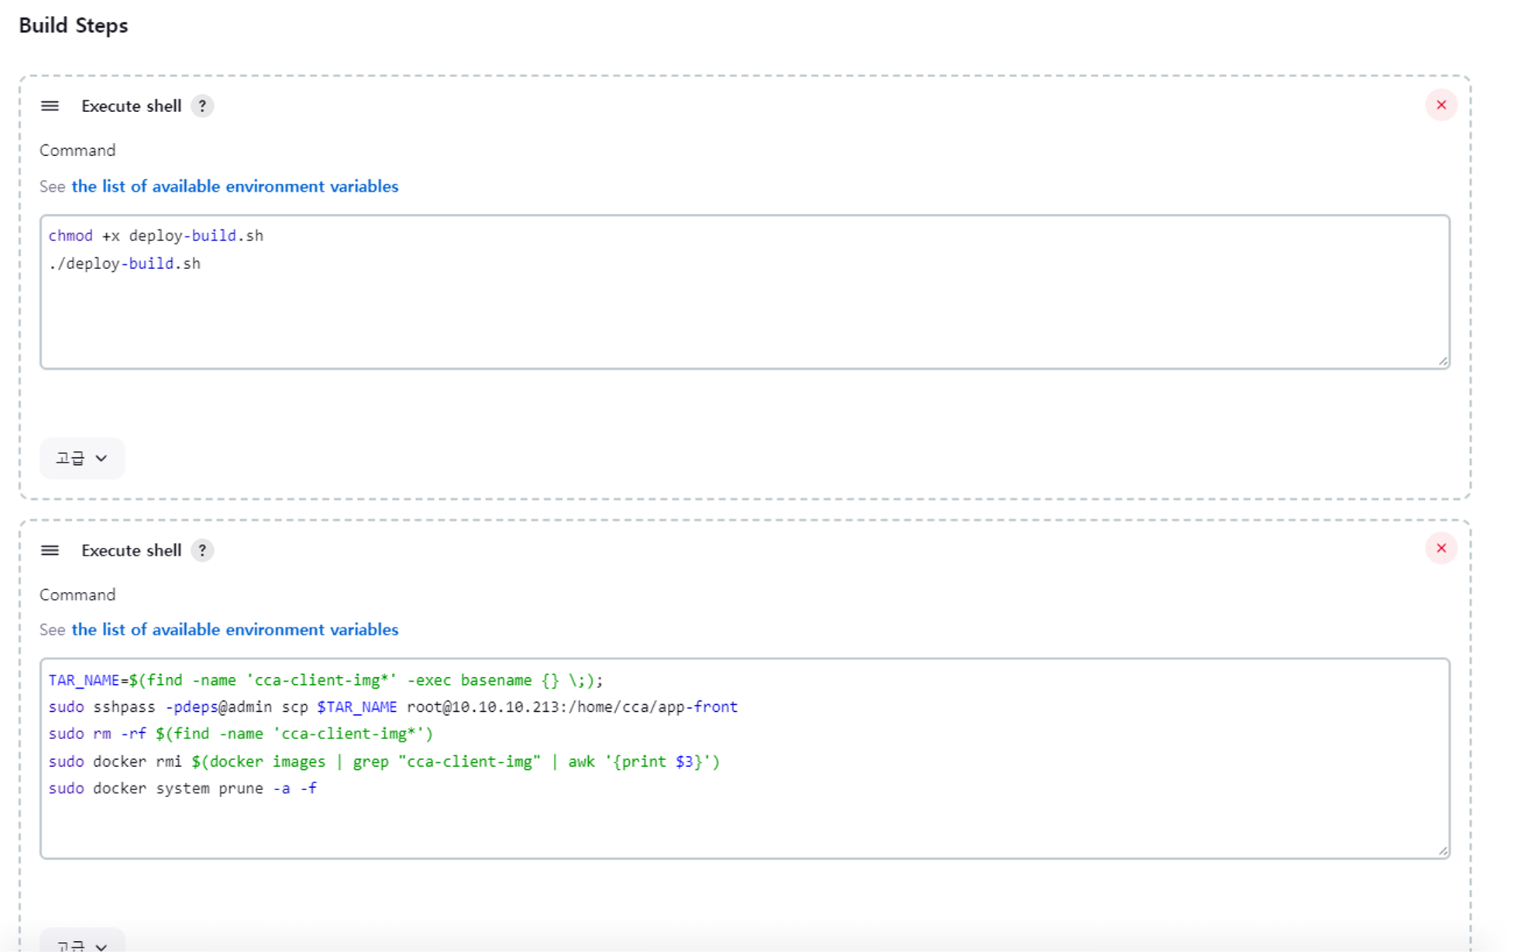 Build Steps
Execute shell ?
Command
See the list of available environment variables
chmod +x deploy-build.sh
./deploy-build.sh
고급
Execute shell ?
Command
See the list of available environment variables
TAR_NAME=$(find -name 'cca-client-img*' -exec basename {} \;);
sudo sshpass -pdeps@admin scp $TAR_NAME root@10.10.10.213:/home/cca/app-front
sudo rm -rf $(find -name 'cca-client-img*')
sudo docker rmi $(docker images | grep "cca-client-img" | awk '{print $3}')
sudo docker system prune -a -f
고급